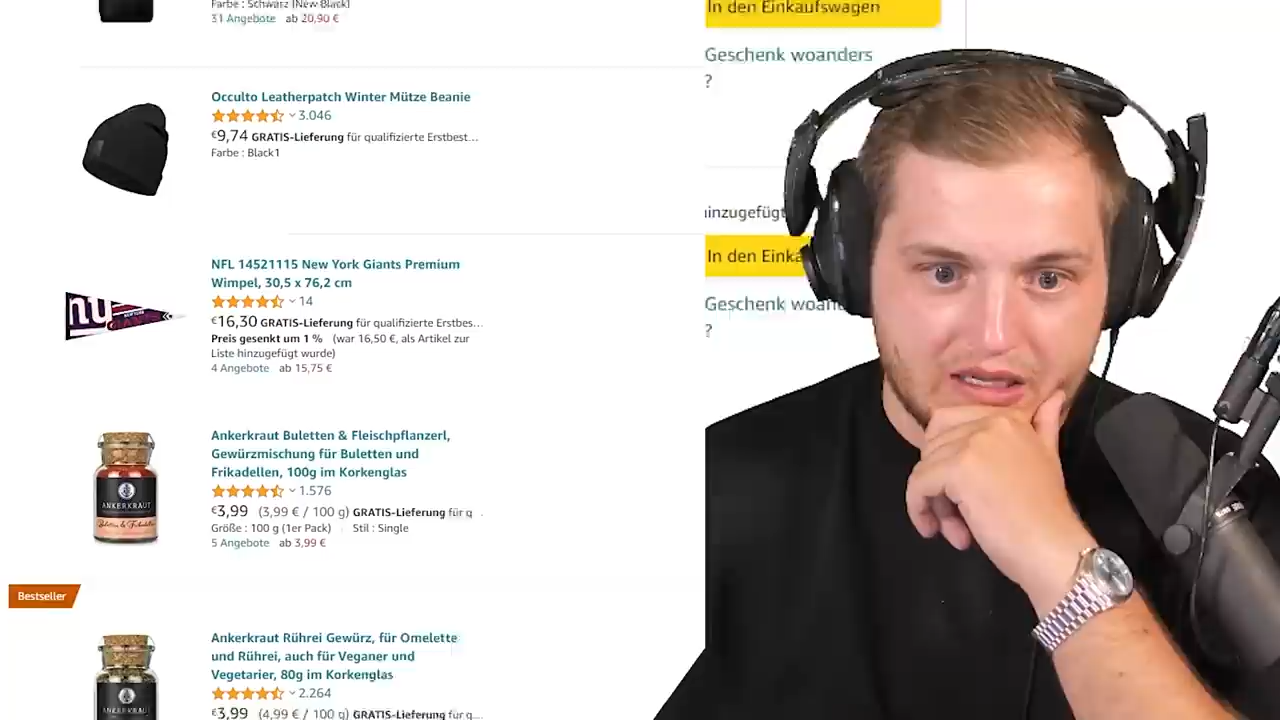 Farbe : Schwarz (New Black)
31 Angebote ab 20,90 €
Occulto Leatherpatch Winter Mütze Beanie
3.046
€9,74 GRATIS-Lieferung für qualifizierte Erstbest…
Farbe : Black1
nu
GIANTS
NFL 14521115 New York Giants Premium
Wimpel, 30,5 x 76,2 cm
14
€16,30 GRATIS-Lieferung für qualifizierte Erstbes…
Preis gesenkt um 1 % (war 16,50 €, als Artikel zur
Liste hinzugefügt wurde)
4 Angebote ab 15,75 €
ANKERKRAUT
Ankerkraut Buletten & Fleischpflanzerl,
Gewürzmischung für Buletten und
Frikadellen, 100g im Korkenglas
1.576
€3,99 (3,99 € / 100 g) GRATIS-Lieferung für q
Größe : 100 g (1er Pack) Stil : Single
5 Angebote ab 3,99 €
Bestseller
ANKERKRAUT
Ankerkraut Rührei Gewürz, für Omelette
und Rührei, auch für Veganer und
Vegetarier, 80g im Korkenglas
2.264
€3,99 (4,99 € / 100 g) GRATIS-Lieferung für q…
In den Einkaufswagen
Geschenk woanders
?
hinzugefügt
In den Einka
Geschenk woan
?